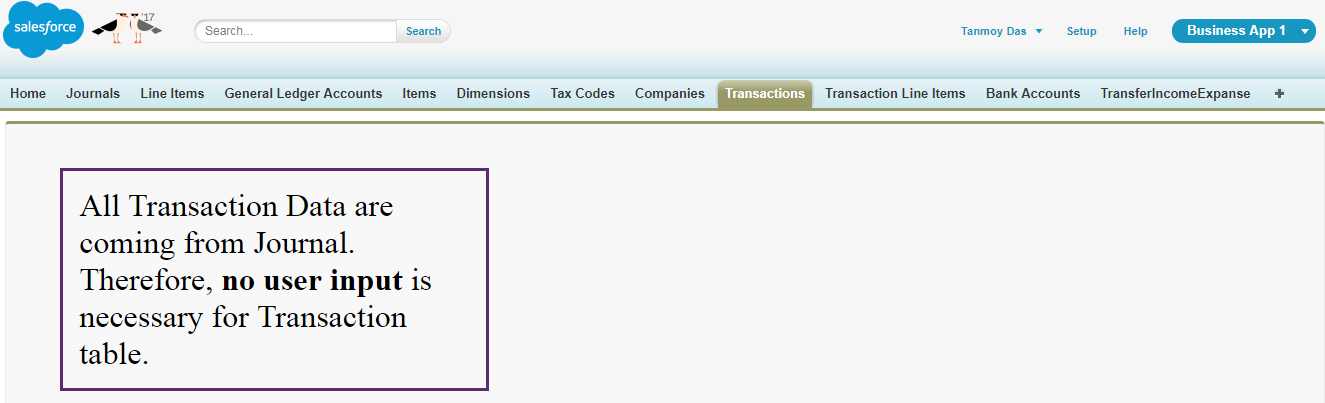 salesforce
'17
Search...
Search
Tanmoy Das
Setup
Help
Business App 1
Home Journals Line Items General Ledger Accounts Items Dimensions Tax Codes Companies Transactions Transaction Line Items Bank Accounts TransferIncomeExpanse +
All Transaction Data are
coming from Journal.
Therefore, no user input is
necessary for Transaction
table.